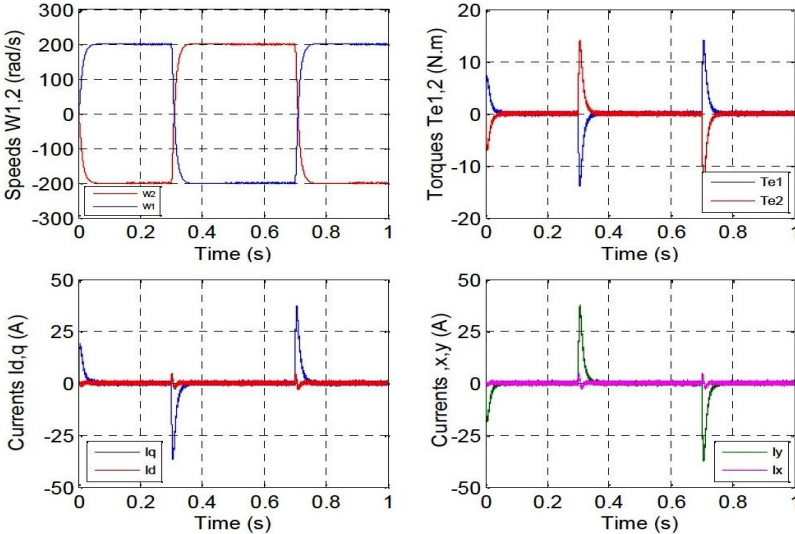 Speeds W1,2 (rad/s)
300
200
100
0
-100
-200
-300
W2
W1
0 0.2 0.4 0.6 0.8 1
Time (s)
Torques Te1,2 (N.m)
20
10
0
-10
-20
Te1
Te2
0 0.2 0.4 0.6 0.8 1
Time (s)
Currents Id,q (A)
50
25
0
-25
-50
Iq
Id
0 0.2 0.4 0.6 0.8 1
Time (s)
Currents ,x,y (A)
50
25
0
-25
-50
Iy
Ix
0 0.2 0.4 0.6 0.8 1
Time (s)